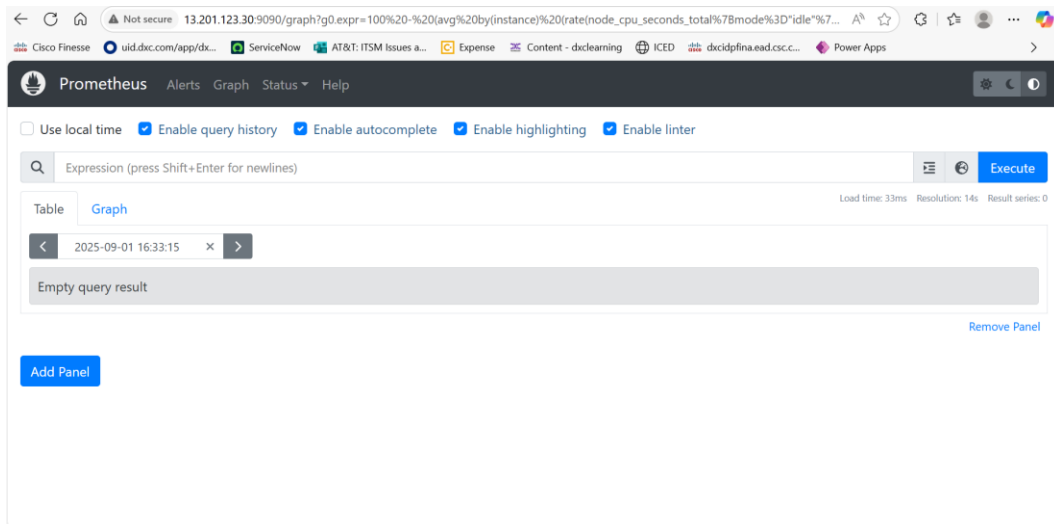 Not secure 13.201.123.30:9090/graph?g0.expr=100%20-%20(avg%20by(instance)%20(rate(node_cpu_seconds_total%7Bmode%3D"idle"%7...
Cisco Finesse uid.dxc.com/app/dx... ServiceNow AT&T: ITSM Issues a... Expense Content - dxclearning ICED dxcidpfina.ead.csc.c... Power Apps
Prometheus Alerts Graph Status Help
Use local time Enable query history Enable autocomplete Enable highlighting Enable linter
Expression (press Shift+Enter for newlines) Execute
Load time: 33ms Resolution: 14s Result series: 0
Table Graph
2025-09-01 16:33:15
Empty query result
Remove Panel
Add Panel